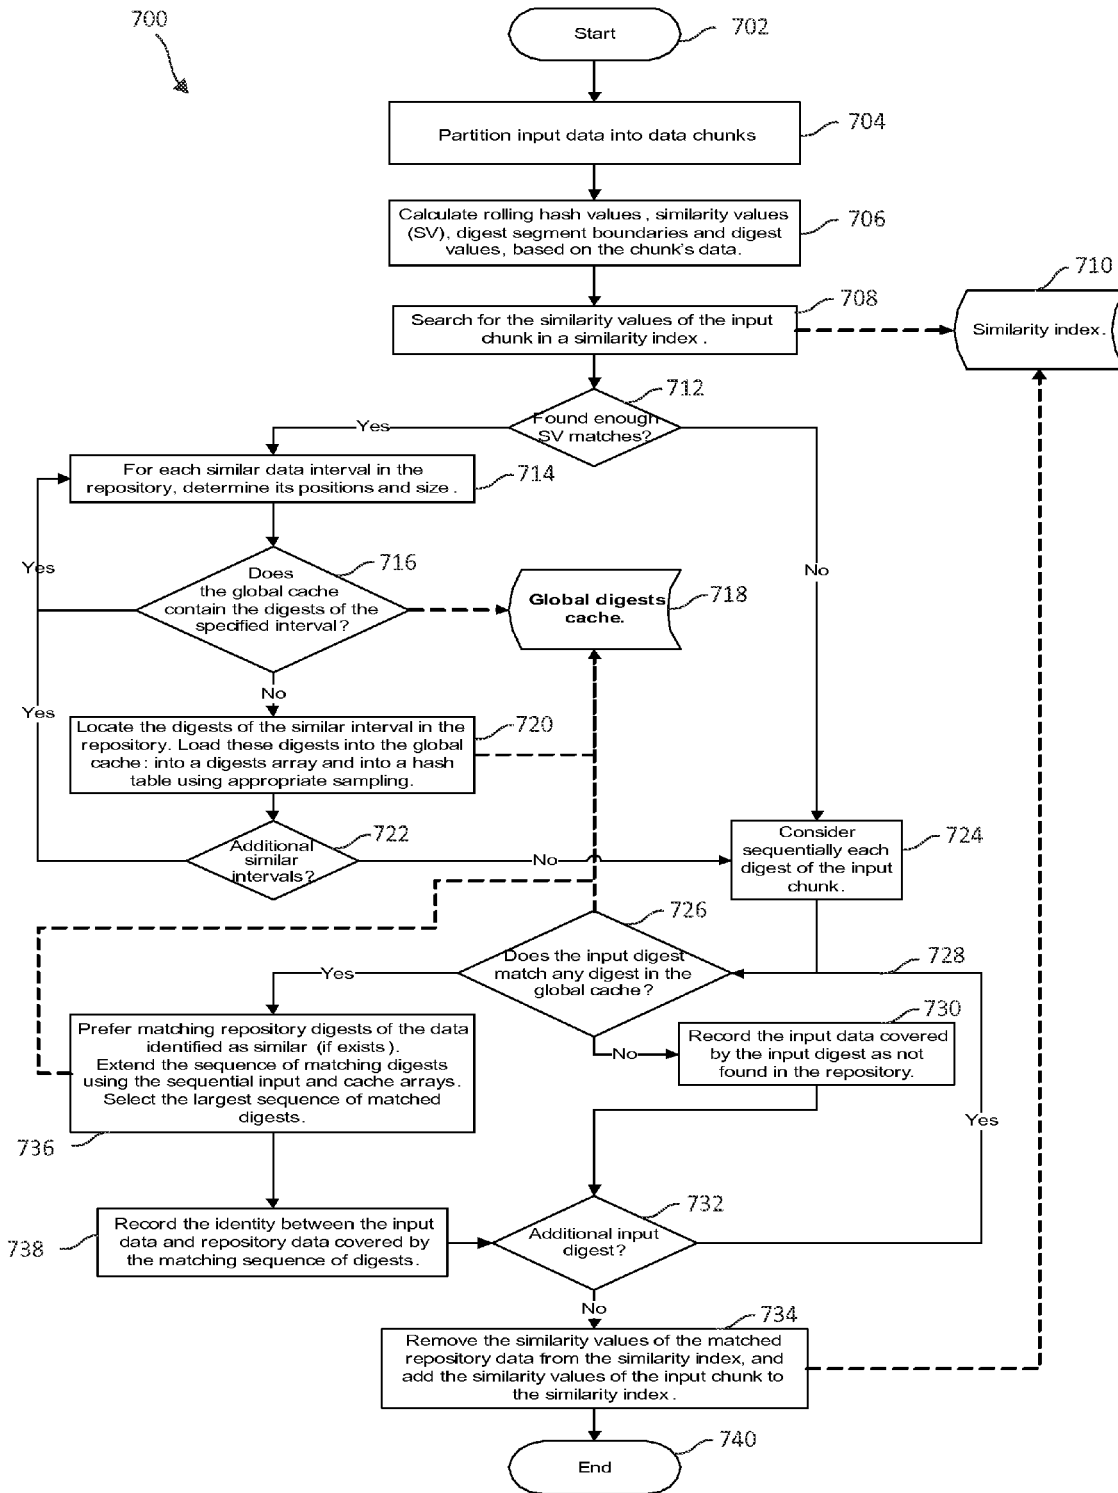 700
Start
702
Partition input data into data chunks
704
Calculate rolling hash values , similarity values
(SV), digest segment boundaries and digest
values, based on the chunk's data.
706
Search for the similarity values of the input
chunk in a similarity index .
708
710
Similarity index.
712
Found enough
SV matches?
Yes
No
For each similar data interval in the
repository, determine its positions and size .
714
Yes
Does
the global cache
contain the digests of the
specified interval?
716
Global digests
cache.
718
No
Yes
Locate the digests of the similar interval in the
repository. Load these digests into the global
cache: into a digests array and into a hash
table using appropriate sampling.
720
Additional
similar
intervals?
722
No
Consider
sequentially each
digest of the input
chunk.
724
726
Does the input digest
match any digest in the
global cache?
Yes
728
Prefer matching repository digests of the data
identified as similar (if exists).
Extend the sequence of matching digests
using the sequential input and cache arrays.
Select the largest sequence of matched
digests.
736
No
730
Record the input data covered
by the input digest as not
found in the repository.
Yes
Record the identity between the input
data and repository data covered by
the matching sequence of digests.
738
732
Additional input
digest?
No
734
Remove the similarity values of the matched
repository data from the similarity index, and
add the similarity values of the input chunk to
the similarity index.
740
End